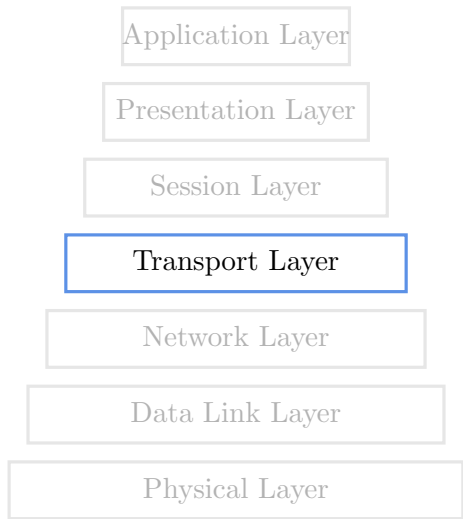 Application Layer
Presentation Layer
Session Layer
Transport Layer
Network Layer
Data Link Layer
Physical Layer